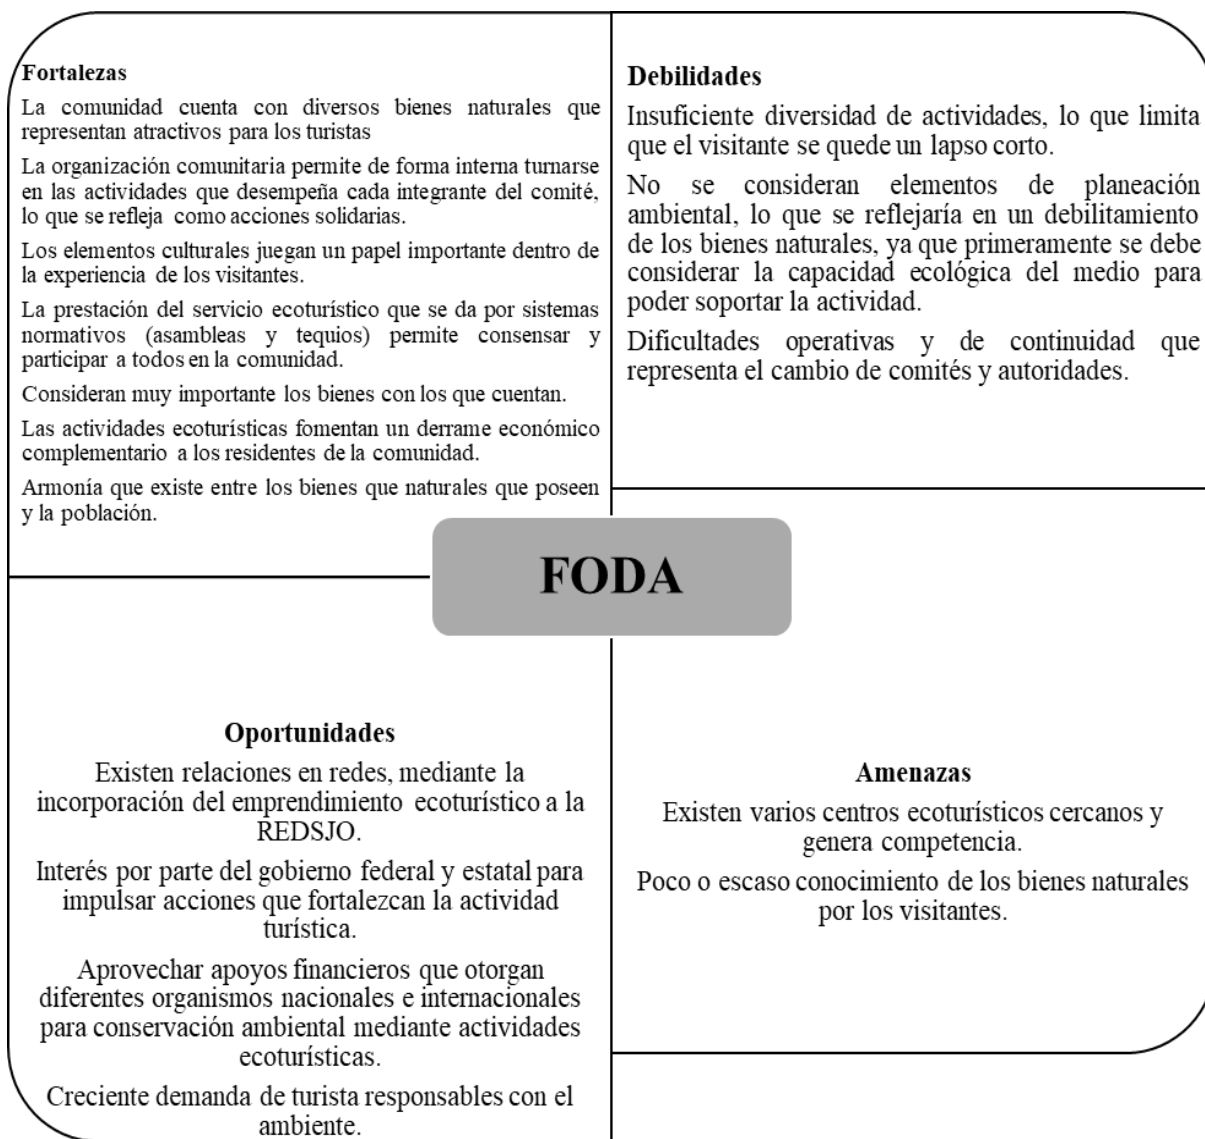 Fortalezas
La comunidad cuenta con diversos bienes naturales que
representan atractivos para los turistas
La organización comunitaria permite de forma interna turnarse
en las actividades que desempeña cada integrante del comité,
lo que se refleja como acciones solidarias.
Los elementos culturales juegan un papel importante dentro de
la experiencia de los visitantes.
La prestación del servicio ecoturístico que se da por sistemas
normativos (asambleas y tequios) permite consensar y
participar a todos en la comunidad.
Consideran muy importante los bienes con los que cuentan.
Las actividades ecoturísticas fomentan un derrame económico
complementario a los residentes de la comunidad.
Armonía que existe entre los bienes que naturales que poseen
y la población.
Debilidades
Insuficiente diversidad de actividades, lo que limita
que el visitante se quede un lapso corto.
No se consideran elementos de planeación
ambiental, lo que se reflejaría en un debilitamiento
de los bienes naturales, ya que primeramente se debe
considerar la capacidad ecológica del medio para
poder soportar la actividad.
Dificultades operativas y de continuidad que
representa el cambio de comités y autoridades.
FODA
Oportunidades
Existen relaciones en redes, mediante la
incorporación del emprendimiento ecoturístico a la
REDSJO.
Interés por parte del gobierno federal y estatal para
impulsar acciones que fortalezcan la actividad
turística.
Aprovechar apoyos financieros que otorgan
diferentes organismos nacionales e internacionales
para conservación ambiental mediante actividades
ecoturísticas.
Creciente demanda de turista responsables con el
ambiente.
Amenazas
Existen varios centros ecoturísticos cercanos y
genera competencia.
Poco o escaso conocimiento de los bienes naturales
por los visitantes.